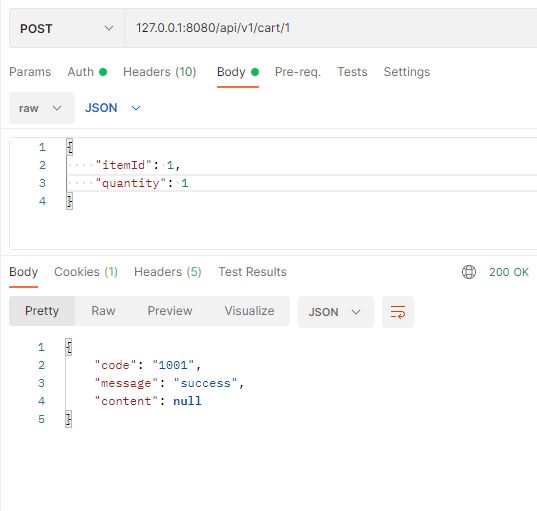 POST 127.0.0.1:8080/api/v1/cart/1
Params Auth Headers (10) Body Pre-req. Tests Settings
raw JSON
1 {
2 "itemId": 1,
3 "quantity": 1
4 }
Body Cookies (1) Headers (5) Test Results 200 OK
Pretty Raw Preview Visualize JSON
1 {
2 "code": "1001",
3 "message": "success",
4 "content": null
5 }